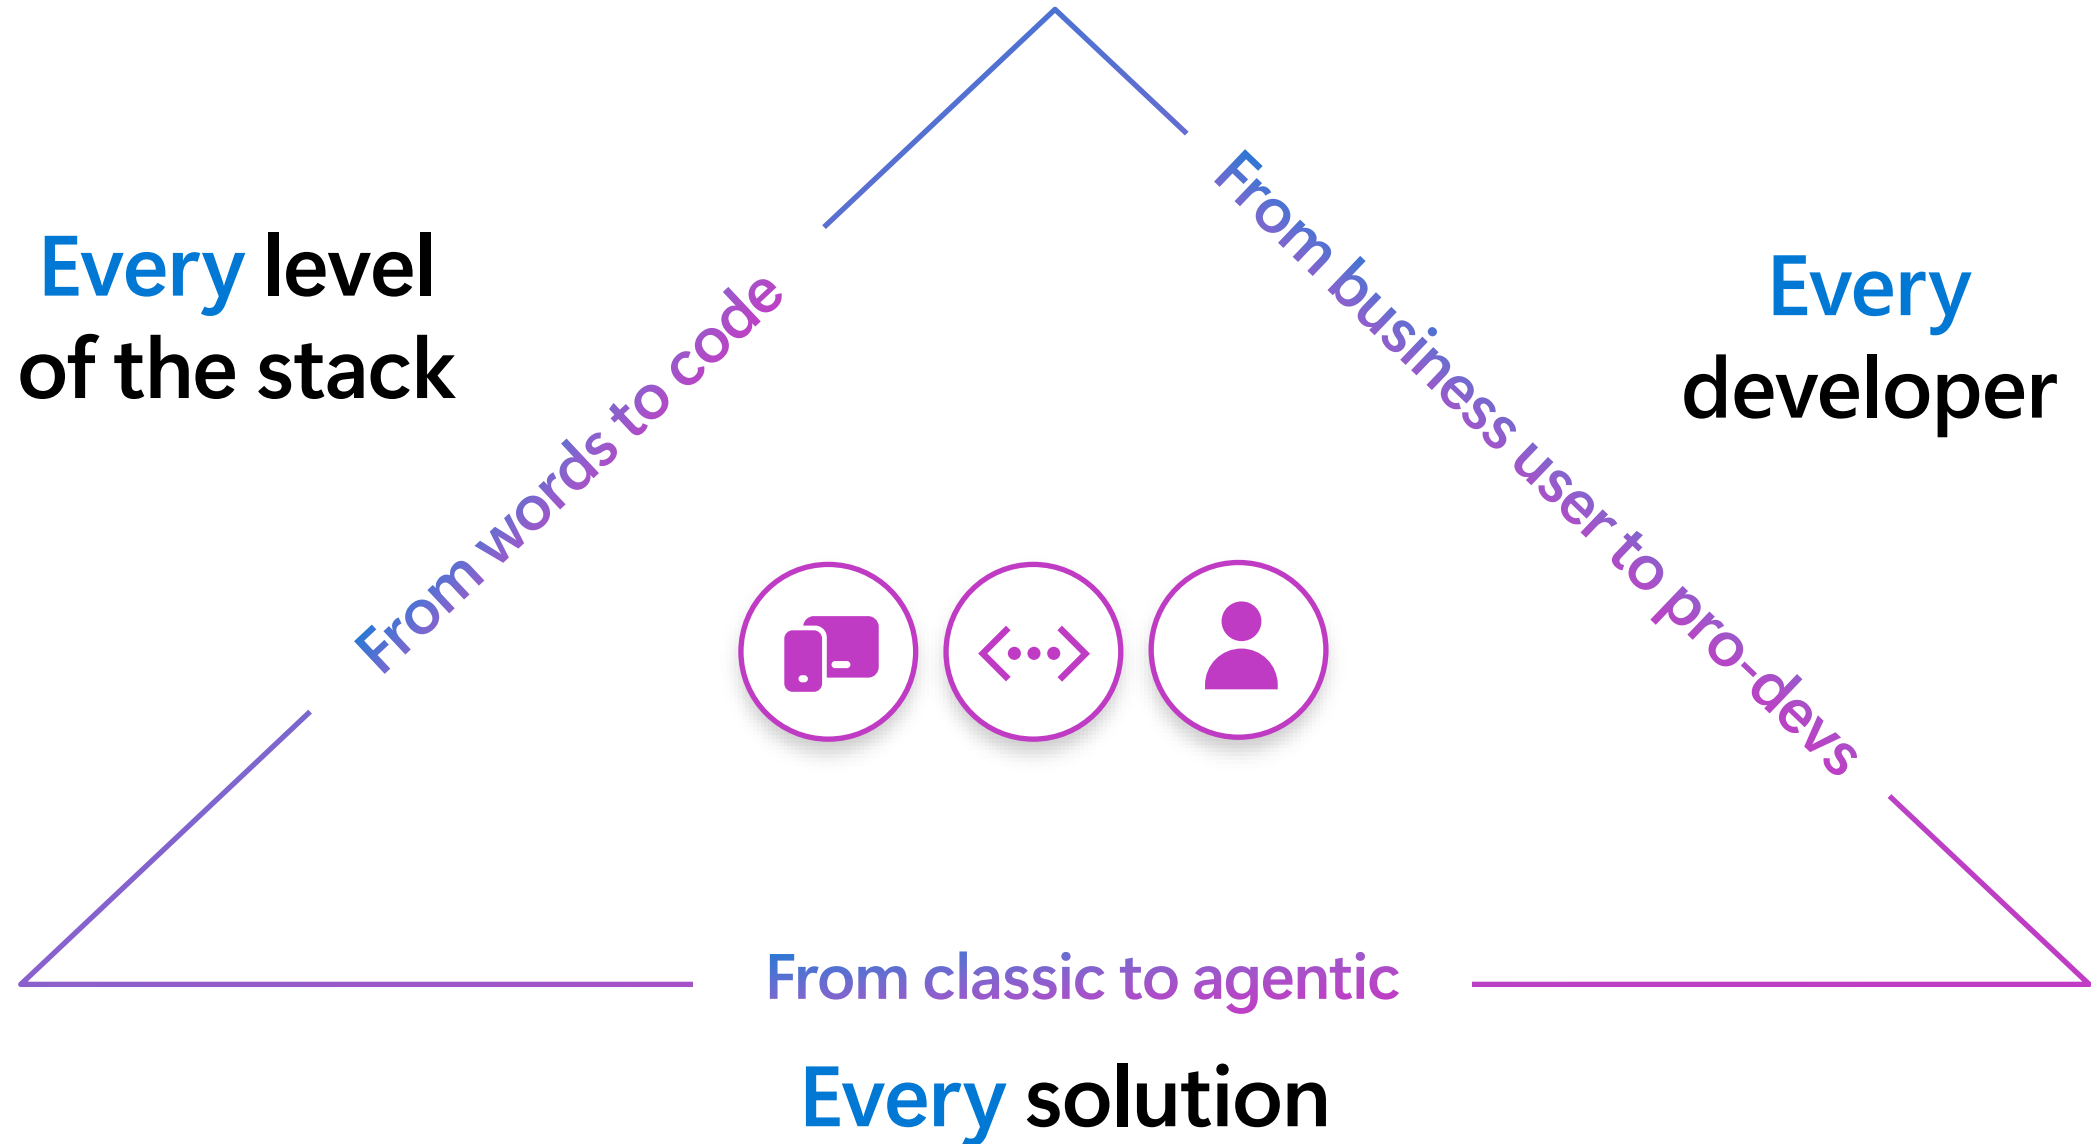 Every level
of the stack
From words to code
From business user to pro-devs
Every
developer
From classic to agentic
Every solution